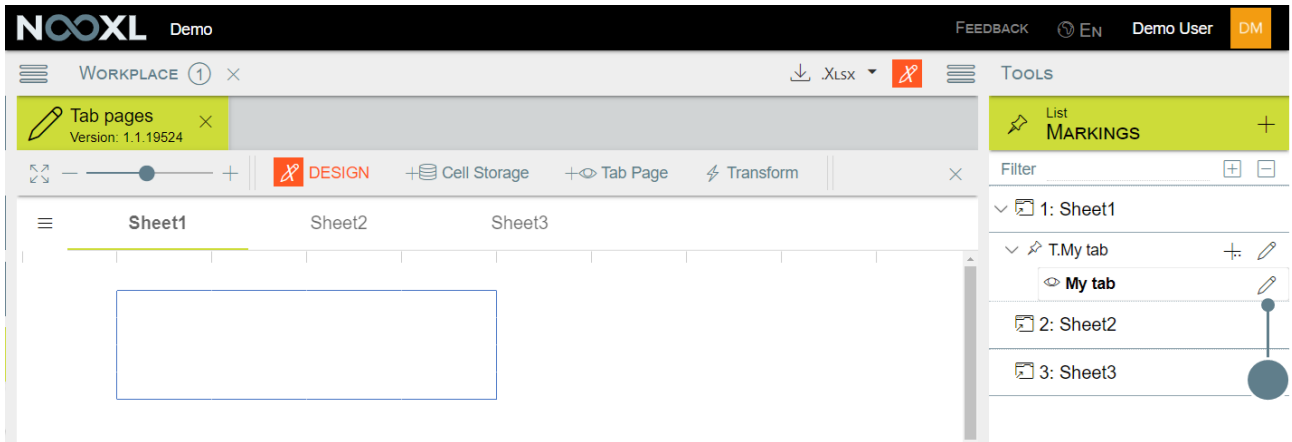 NOOXL Demo FEEDBACK EN Demo User DM
WORKPLACE 1 .XLSX TOOLS
Tab pages
Version: 1.1.19524
List
MARKINGS
DESIGN Cell Storage Tab Page Transform
Filter
Sheet1 Sheet2 Sheet3
1: Sheet1
T.My tab
My tab
2: Sheet2
3: Sheet3